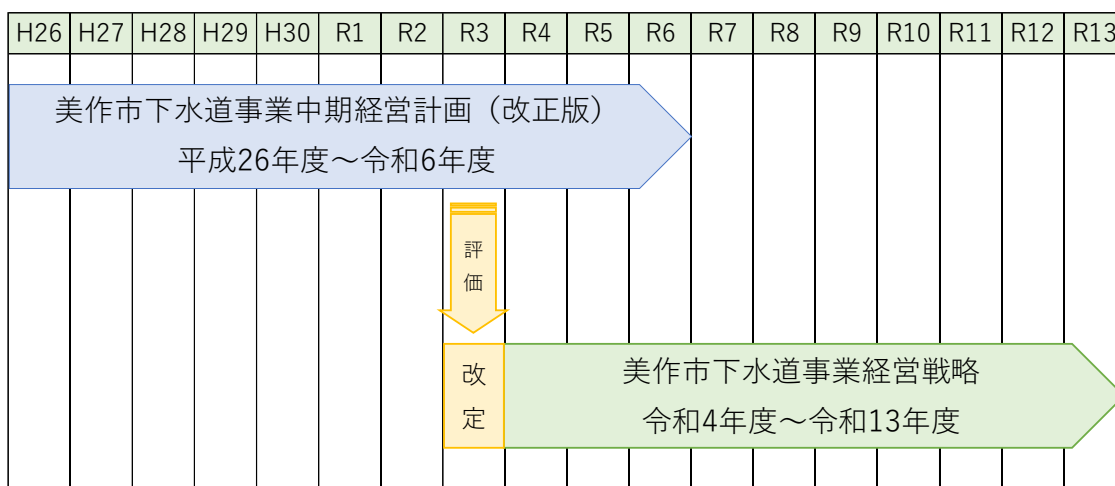 H26 H27 H28 H29 H30 R1 R2 R3 R4 R5 R6 R7 R8 R9 R10 R11 R12 R13
美作市下水道事業中期経営計画（改正版）
平成26年度～令和6年度
評
価
改
定
美作市下水道事業経営戦略
令和4年度～令和13年度